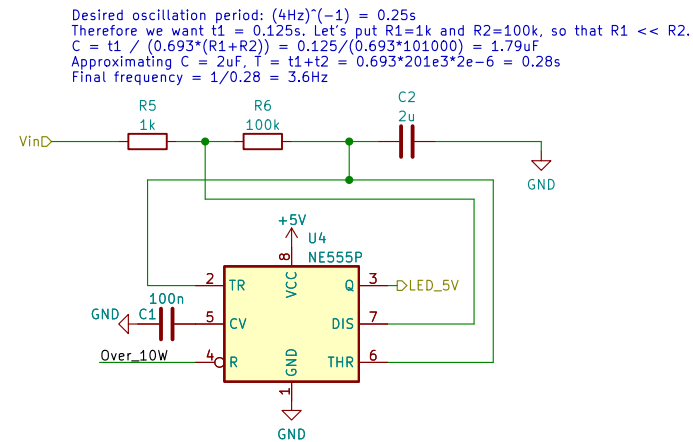 Desired oscillation period: (4Hz)^(-1) = 0.25s
Therefore we want t1 = 0.125s. Let's put R1=1k and R2=100k, so that R1 << R2.
C = t1 / (0.693*(R1+R2)) = 0.125/(0.693*101000) = 1.79uF
Approximating C = 2uF, T = t1+t2 = 0.693*201e3*2e-6 = 0.28s
Final frequency = 1/0.28 = 3.6Hz
R5 R6 C2
1k 100k 2u
Vin
GND
+5V
U4
NE555P
8
VCC
2 TR Q 3 LED_5V
100n
GND C1 5 CV DIS 7
Over_10W 4 R GND THR 6
1
GND